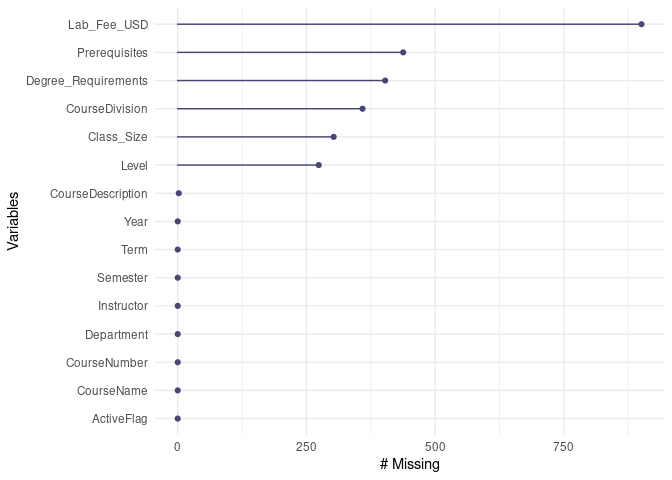 Lab_Fee_USD
Prerequisites
Degree_Requirements
CourseDivision
Class_Size
Level
CourseDescription
Year
Term
Semester
Instructor
Department
CourseNumber
CourseName
ActiveFlag
Variables
0 250 500 750
# Missing